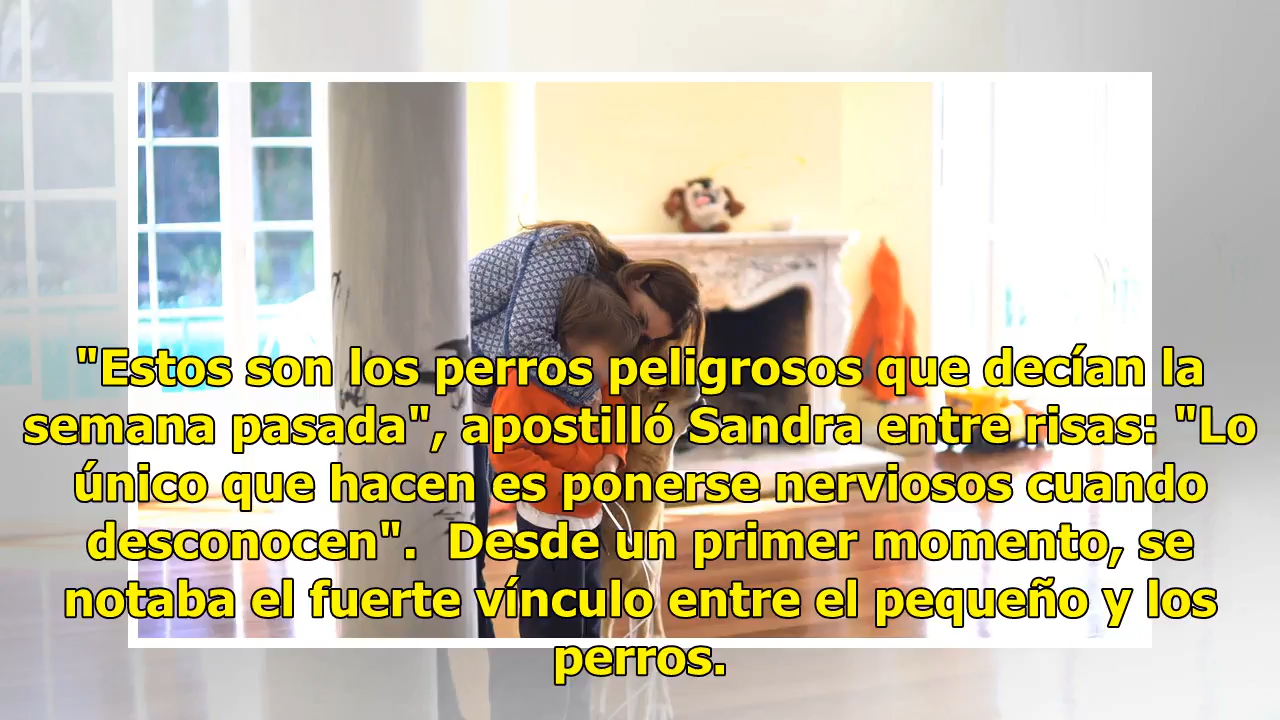 "Estos son los perros peligrosos que decían la
semana pasada", apostilló Sandra entre risas: "Lo
único que hacen es ponerse nerviosos cuando
desconocen".  Desde un primer momento, se
notaba el fuerte vínculo entre el pequeño y los
perros.